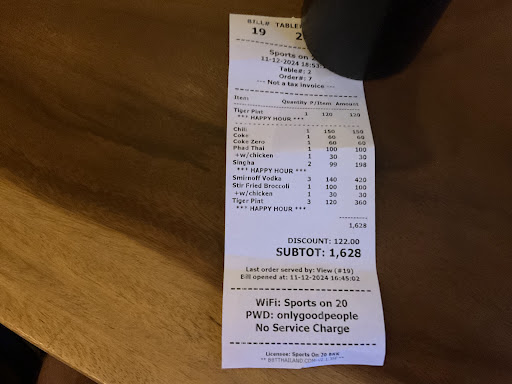 BILL# TABLE
19 2
Sports on 20
11-12-2024 18:53
Table#: 2
Order#: 7
--- Not a tax invoice ---
Item Quantity P/Item Amount
Tiger Pint 1 120 120
*** HAPPY HOUR ***
Chili 1 150 150
Coke 1 60 60
Coke Zero 1 60 60
Phad Thai 1 100 100
+w/chicken 1 30 30
Singha 2 99 198
*** HAPPY HOUR ***
Smirnoff Vodka 3 140 420
Stir Fried Broccoli 1 100 100
+w/chicken 1 30 30
Tiger Pint 3 120 360
*** HAPPY HOUR ***
1,628
DISCOUNT: 122.00
SUBTOT: 1,628
Last order served by: View (#19)
Bill opened at: 11-12-2024 16:45:02
WiFi: Sports on 20
PWD: onlygoodpeople
No Service Charge
Licensee: Sports On 20